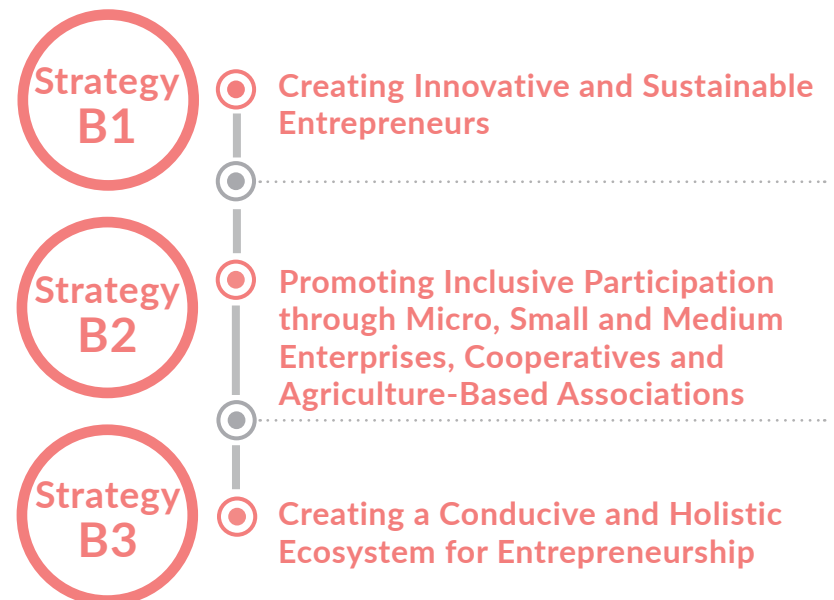 Strategy
B1
Creating Innovative and Sustainable
Entrepreneurs
Strategy
B2
Promoting Inclusive Participation
through Micro, Small and Medium
Enterprises, Cooperatives and
Agriculture-Based Associations
Strategy
B3
Creating a Conducive and Holistic
Ecosystem for Entrepreneurship